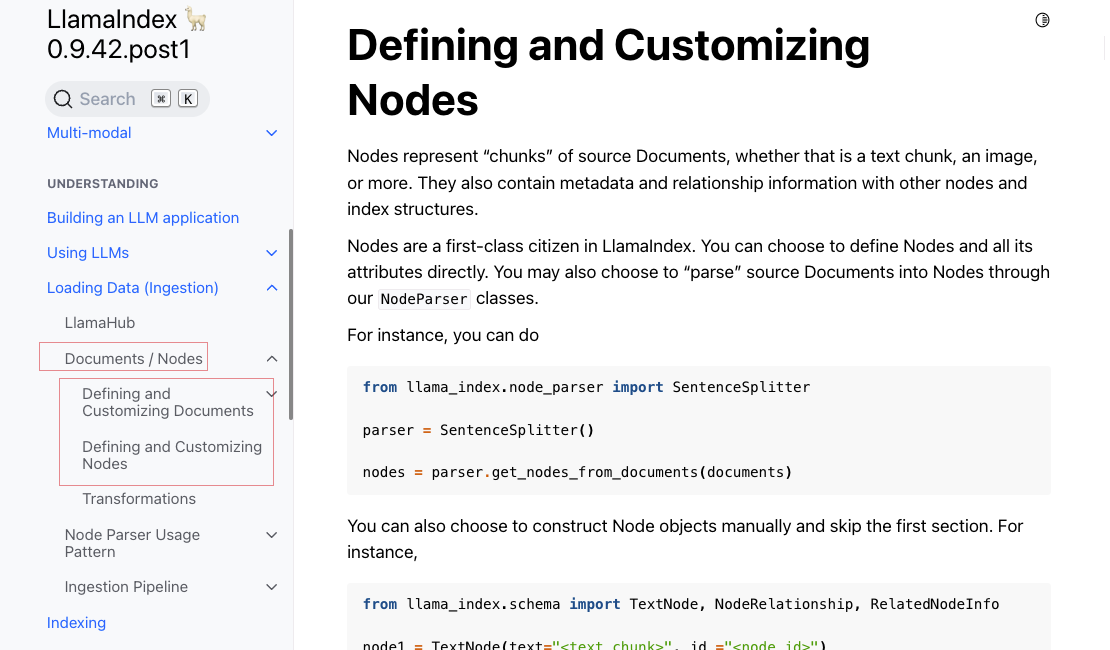 LlamaIndex 🦙
0.9.42.post1
Search ⌘ K
Multi-modal
UNDERSTANDING
Building an LLM application
Using LLMs
Loading Data (Ingestion)
LlamaHub
Documents / Nodes
Defining and
Customizing Documents
Defining and Customizing
Nodes
Transformations
Node Parser Usage
Pattern
Ingestion Pipeline
Indexing
Defining and Customizing
Nodes
Nodes represent “chunks” of source Documents, whether that is a text chunk, an image,
or more. They also contain metadata and relationship information with other nodes and
index structures.
Nodes are a first-class citizen in LlamaIndex. You can choose to define Nodes and all its
attributes directly. You may also choose to “parse” source Documents into Nodes through
our NodeParser classes.
For instance, you can do
from llama_index.node_parser import SentenceSplitter
parser = SentenceSplitter()
nodes = parser.get_nodes_from_documents(documents)
You can also choose to construct Node objects manually and skip the first section. For
instance,
from llama_index.schema import TextNode, NodeRelationship, RelatedNodeInfo
node1 = TextNode(text="<text_chunk>", id_="<node_id>")